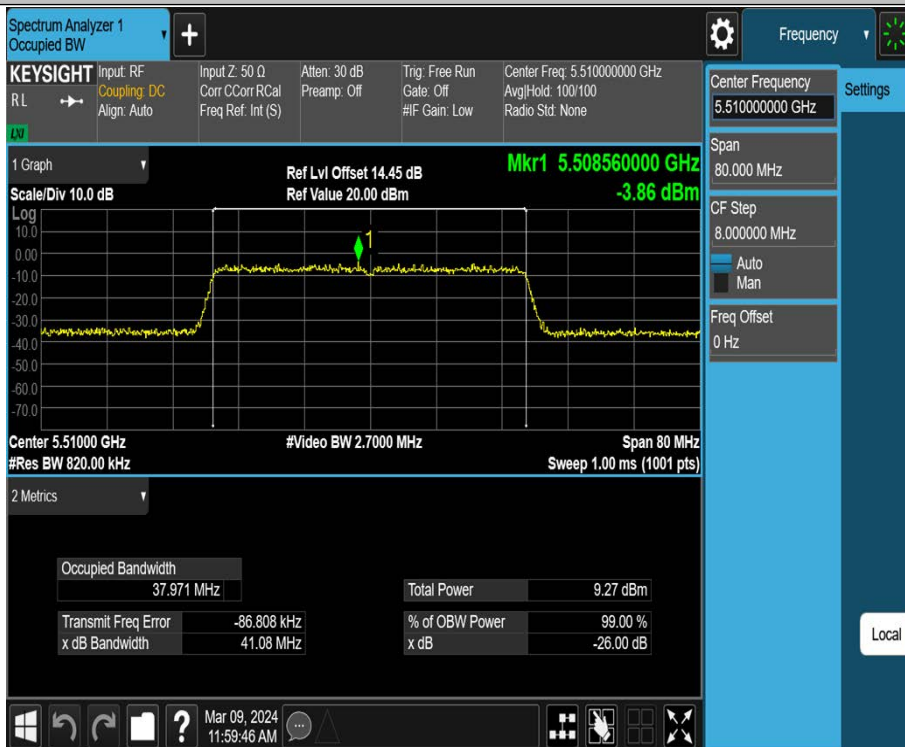 Spectrum Analyzer 1
Occupied BW
+
Frequency
KEYSIGHT
RL
LXI
Input: RF
Coupling: DC
Align: Auto
Input Z: 50 Ω
Corr CCorr RCal
Freq Ref: Int (S)
Atten: 30 dB
Preamp: Off
Trig: Free Run
Gate: Off
#IF Gain: Low
Center Freq: 5.510000000 GHz
Avg|Hold: 100/100
Radio Std: None
Center Frequency
5.510000000 GHz
Settings
Span
80.000 MHz
CF Step
8.000000 MHz
Auto
Man
Freq Offset
0 Hz
Local
1 Graph
Scale/Div 10.0 dB
Ref Lvl Offset 14.45 dB
Ref Value 20.00 dBm
Mkr1 5.508560000 GHz
-3.86 dBm
Log
10.0
0.00
-10.0
-20.0
-30.0
-40.0
-50.0
-60.0
-70.0
1
Center 5.51000 GHz
#Res BW 820.00 kHz
#Video BW 2.7000 MHz
Span 80 MHz
Sweep 1.00 ms (1001 pts)
2 Metrics
Occupied Bandwidth
37.971 MHz
Total Power 9.27 dBm
Transmit Freq Error -86.808 kHz
% of OBW Power 99.00 %
x dB Bandwidth 41.08 MHz
x dB -26.00 dB
?
Mar 09, 2024
11:59:46 AM